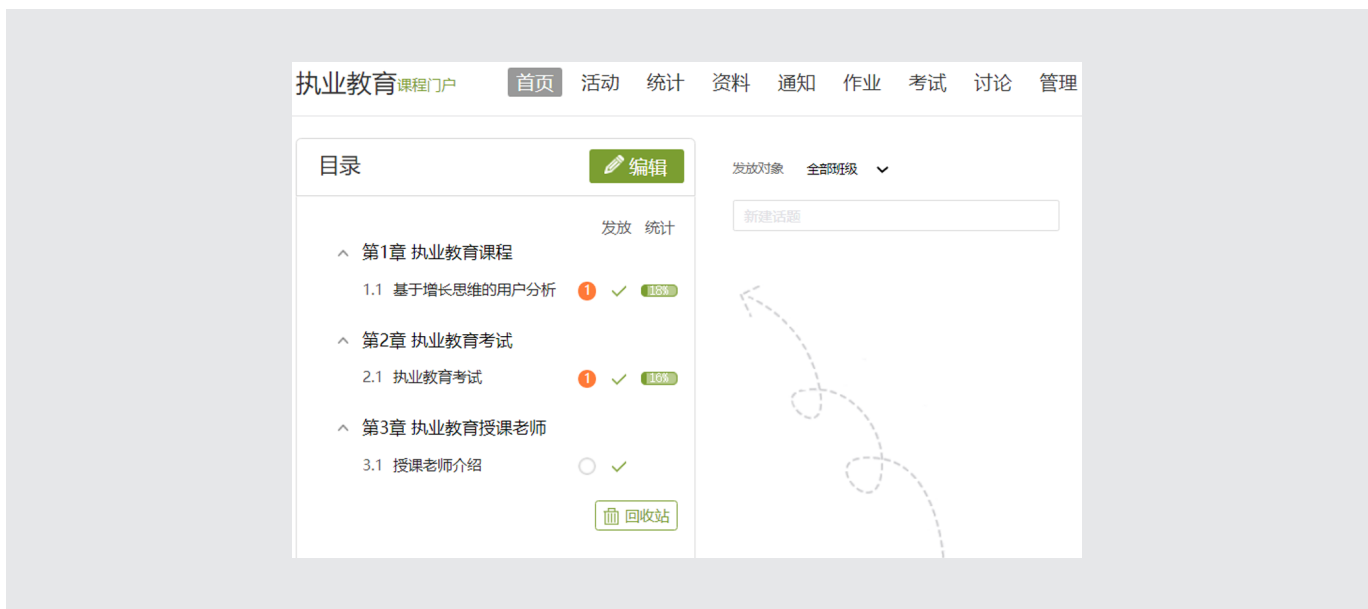 执业教育课程门户 首页 活动 统计 资料 通知 作业 考试 讨论 管理
目录 编辑
发放 统计
第1章 执业教育课程
1.1 基于增长思维的用户分析 1 18%
第2章 执业教育考试
2.1 执业教育考试 1 16%
第3章 执业教育授课老师
3.1 授课老师介绍
回收站
发放对象 全部班级
新建话题